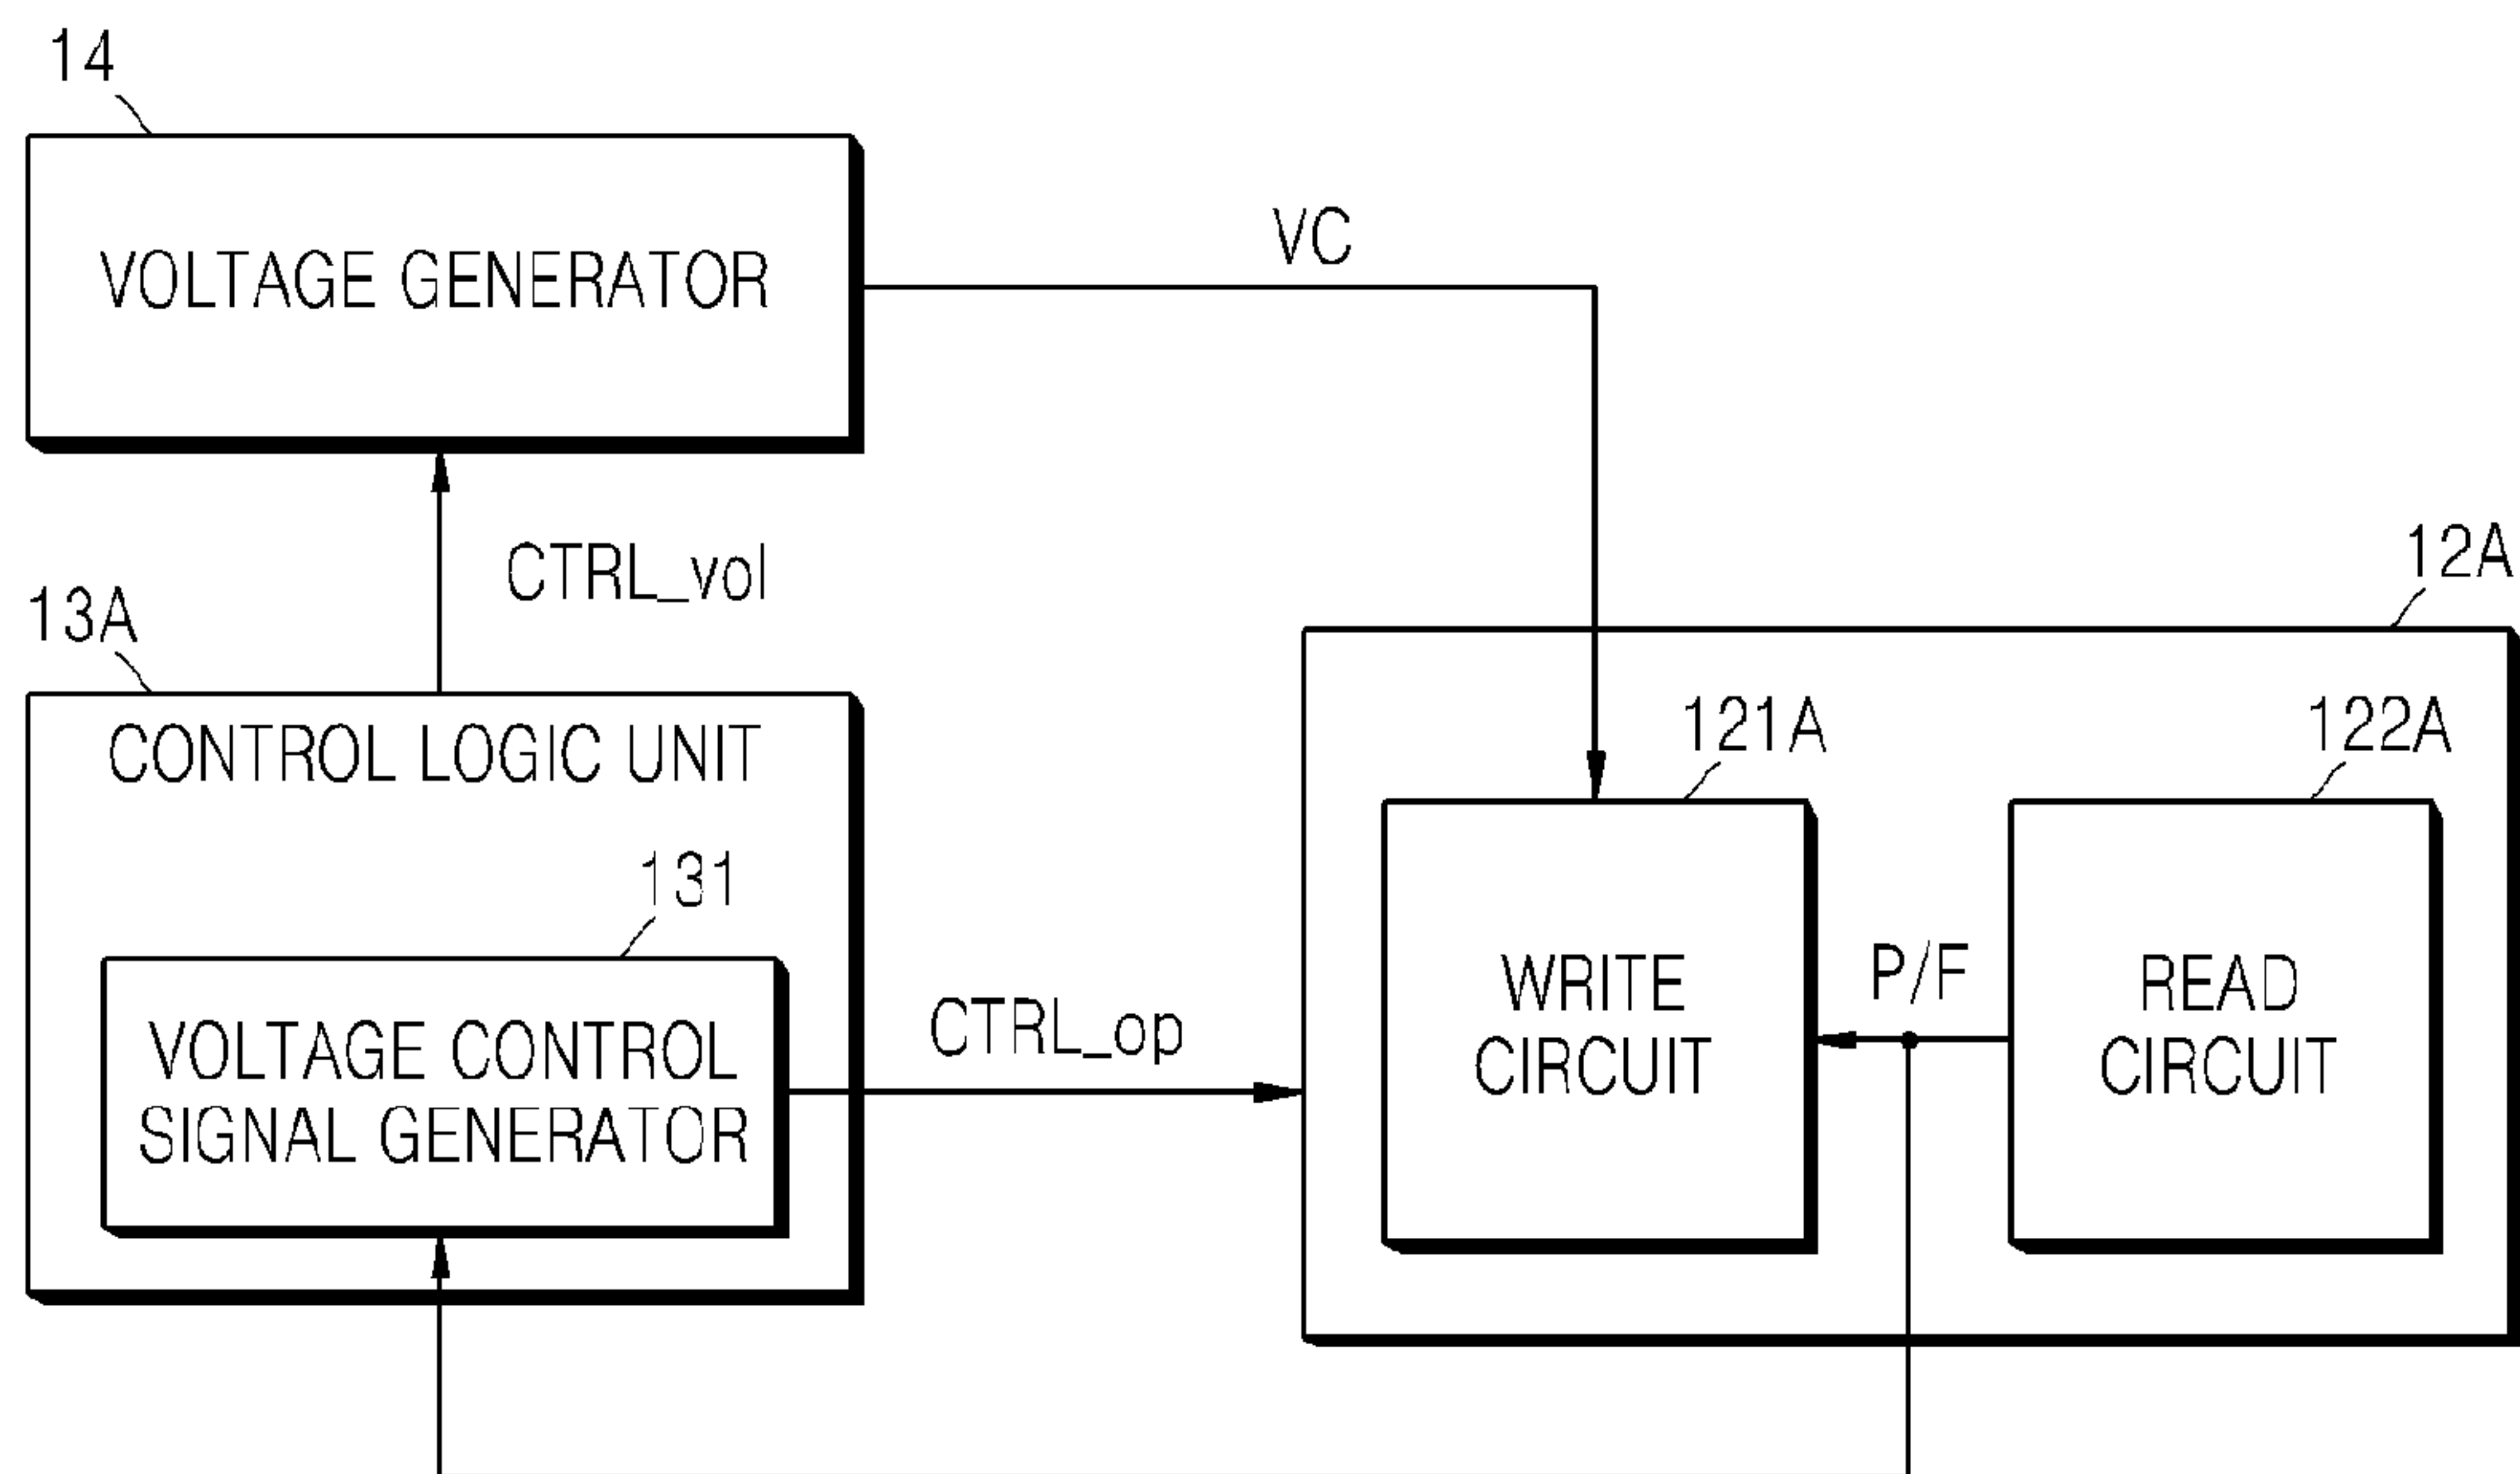 14
VOLTAGE GENERATOR
VC
CTRL_vol
13A
12A
CONTROL LOGIC UNIT
121A
122A
131
VOLTAGE CONTROL
SIGNAL GENERATOR
CTRL_op
WRITE
CIRCUIT
P/F
READ
CIRCUIT